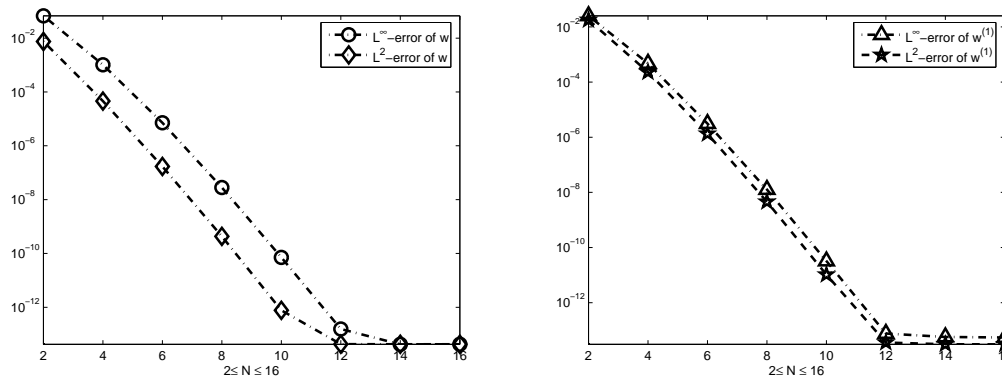 10^-2
10^-4
10^-6
10^-8
10^-10
10^-12
2 4 6 8 10 12 14 16
2≤ N ≤ 16
L^∞−error of w
L^2−error of w
10^-2
10^-4
10^-6
10^-8
10^-10
10^-12
2 4 6 8 10 12 14
2≤ N ≤ 16
L^∞−error of w^(1)
L^2−error of w^(1)